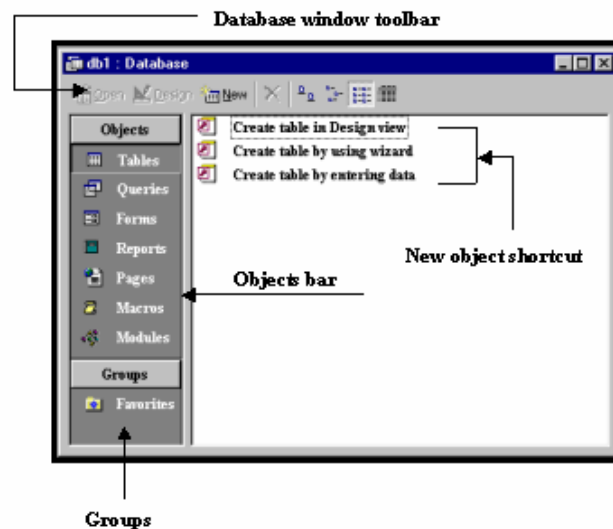 Database window toolbar
db1 : Database
Open Design New
Objects
Tables
Queries
Forms
Reports
Pages
Macros
Modules
Groups
Favorites
Create table in Design view
Create table by using wizard
Create table by entering data
New object shortcut
Objects bar
Groups